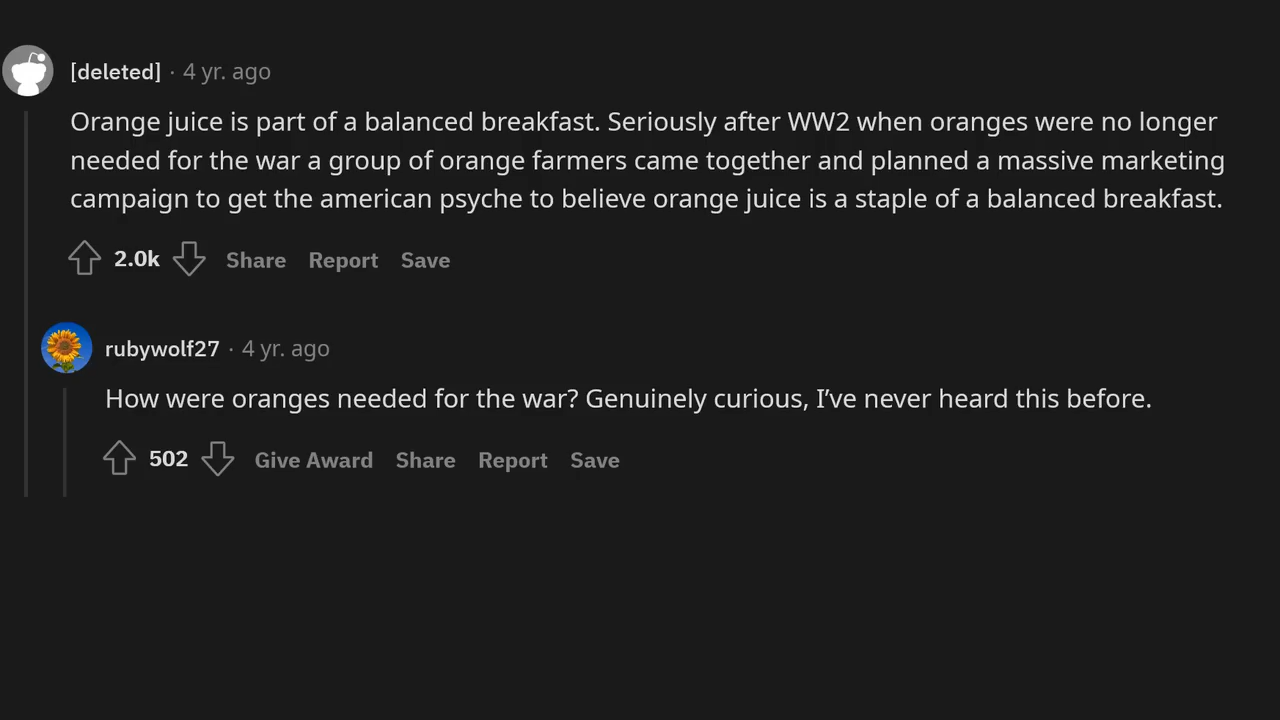 [deleted] · 4 yr. ago
Orange juice is part of a balanced breakfast. Seriously after WW2 when oranges were no longer
needed for the war a group of orange farmers came together and planned a massive marketing
campaign to get the american psyche to believe orange juice is a staple of a balanced breakfast.
2.0k Share Report Save
rubywolf27 · 4 yr. ago
How were oranges needed for the war? Genuinely curious, I’ve never heard this before.
502 Give Award Share Report Save